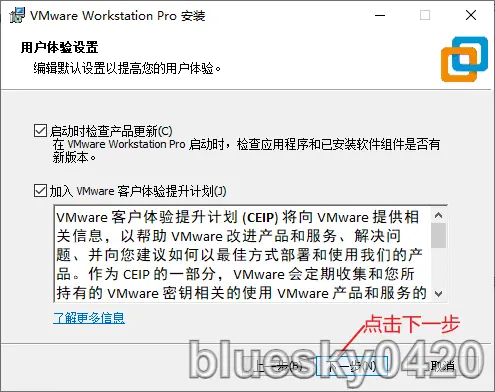 VMware Workstation Pro 安装
用户体验设置
编辑默认设置以提高您的用户体验。
启动时检查产品更新(C)
在 VMware Workstation Pro 启动时，检查应用程序和已安装软件组件是否有
新版本。
加入 VMware 客户体验提升计划(J)
VMware 客户体验提升计划 (CEIP) 将向 VMware 提供相
关信息，以帮助 VMware 改进产品和服务、解决问
题、并向您建议如何以最佳方式部署和使用我们的产
品。作为 CEIP 的一部分，VMware 会定期收集和您所
持有的 VMware 密钥相关的使用 VMware 产品和服务的
了解更多信息
点击下一步
上一步(B) 下一步(N) 取消
bluesky0420